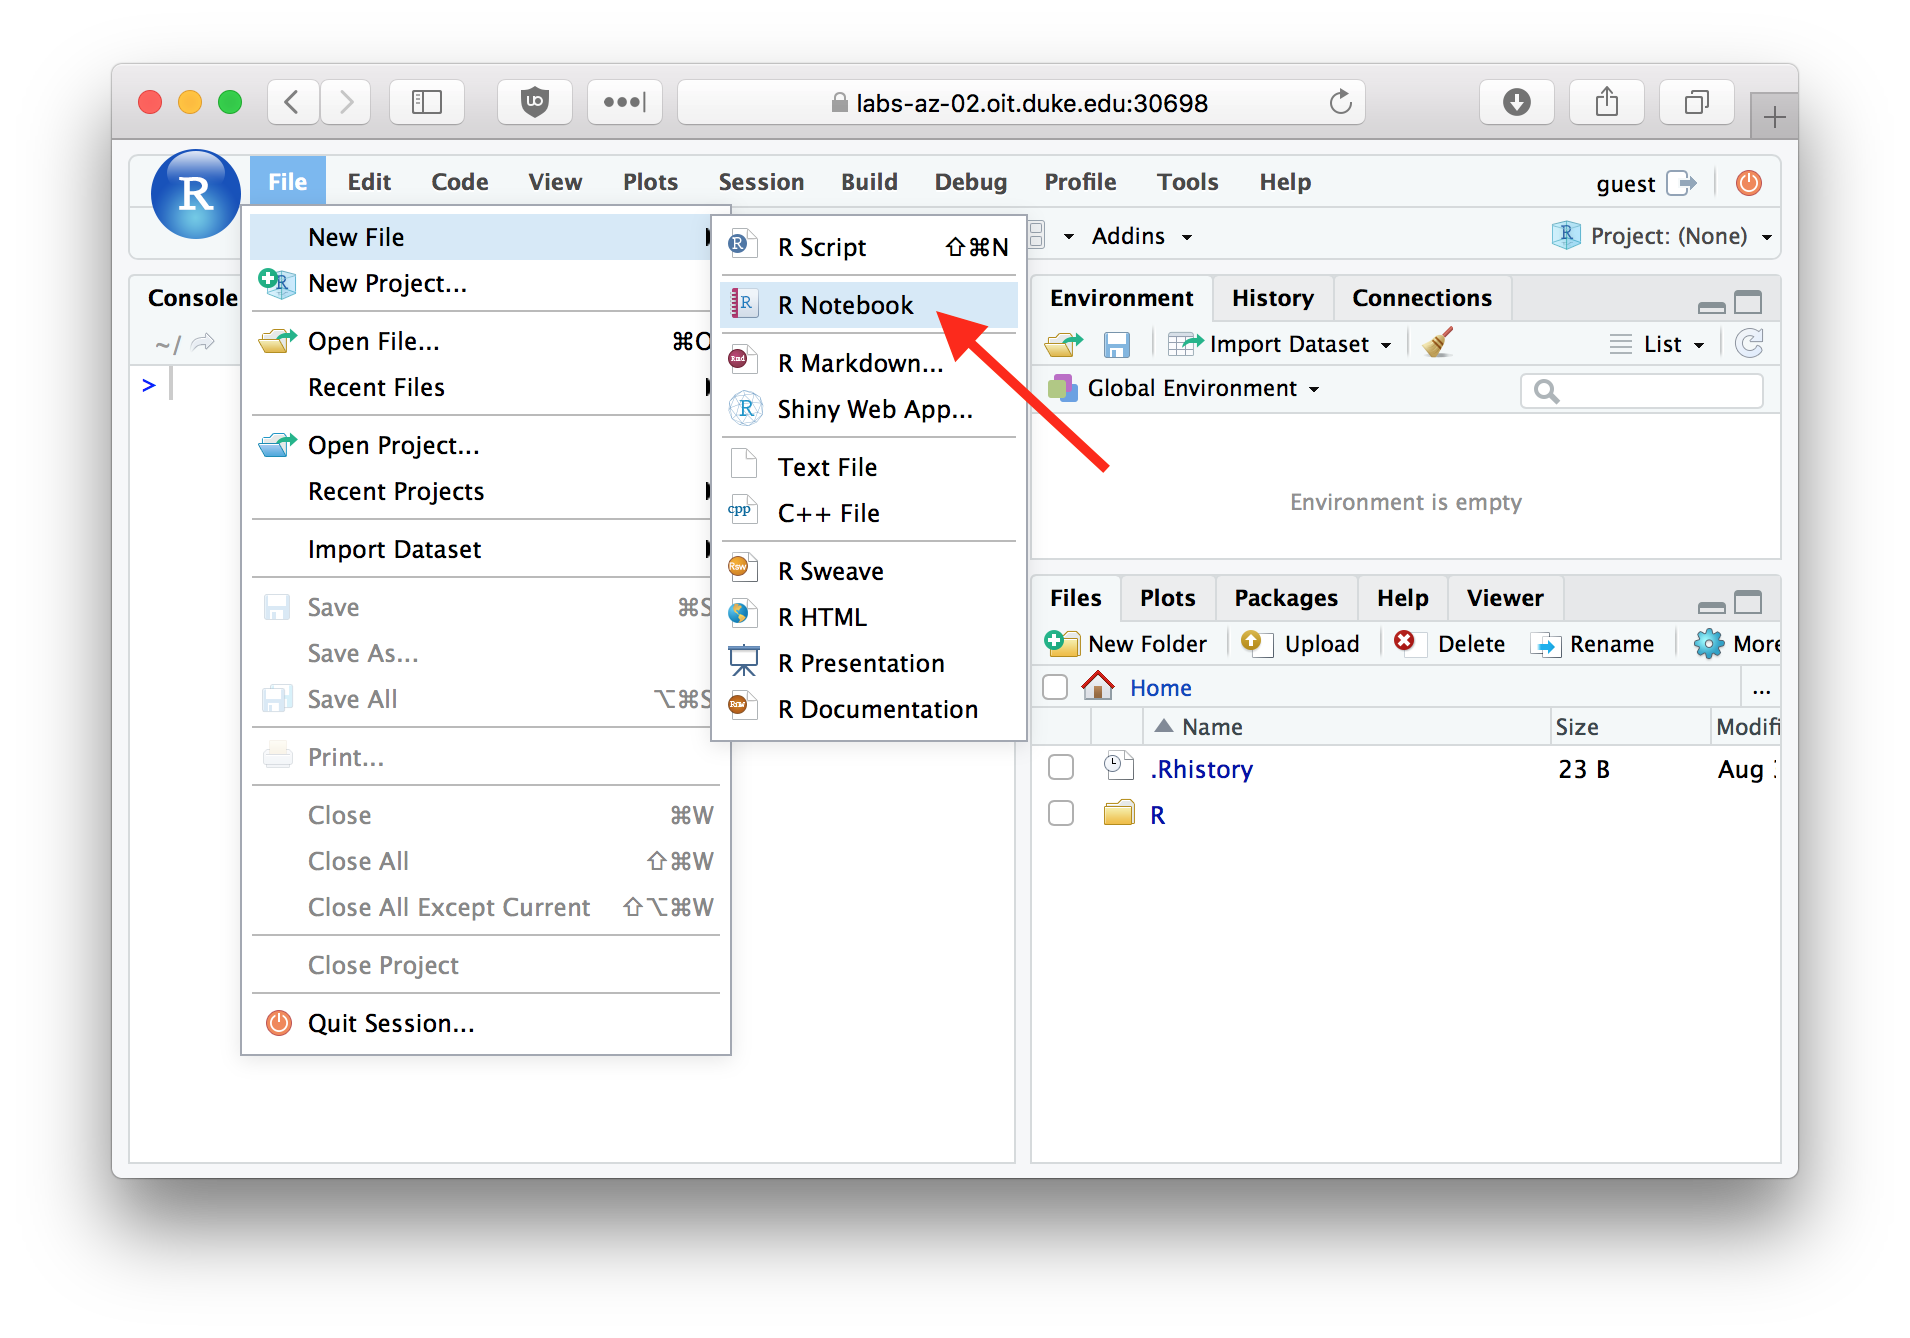 labs-az-02.oit.duke.edu:30698
R File Edit Code View Plots Session Build Debug Profile Tools Help guest
Addins Project: (None)
New File
New Project...
Open File... ⌘O
Recent Files
Open Project...
Recent Projects
Import Dataset
Save ⌘S
Save As...
Save All ⌥⌘S
Print...
Close ⌘W
Close All ⇧⌘W
Close All Except Current ⇧⌥⌘W
Close Project
Quit Session...
R Script ⇧⌘N
R Notebook
R Markdown...
Shiny Web App...
Text File
C++ File
R Sweave
R HTML
R Presentation
R Documentation
Console
~/
>
Environment History Connections
Import Dataset List
Global Environment
Environment is empty
Files Plots Packages Help Viewer
New Folder Upload Delete Rename More
Home ...
Name Size Modifi
.Rhistory 23 B Aug
R